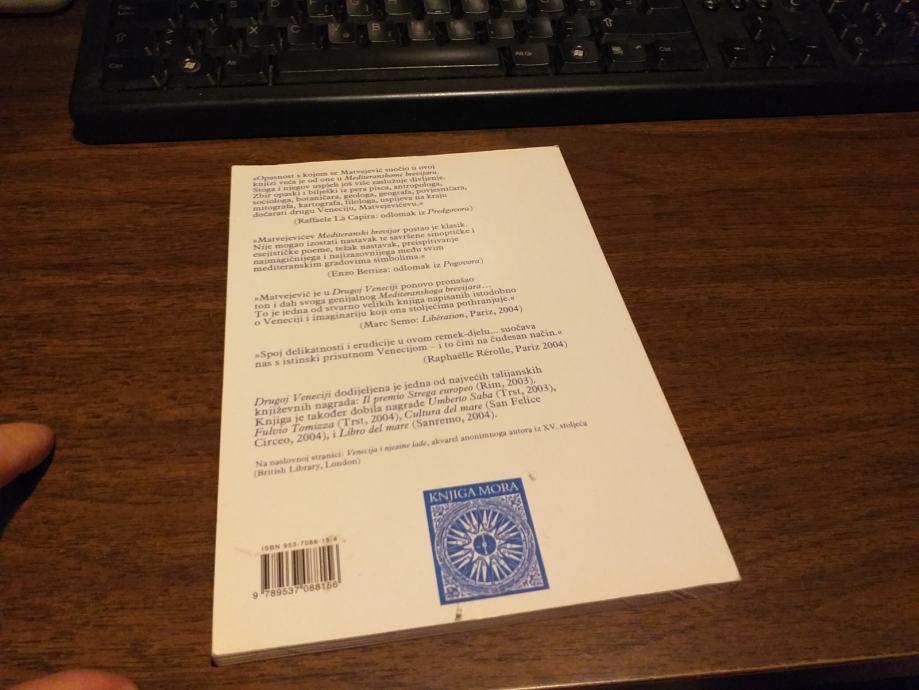 »Opasnost s kojom se Matvejević suočio u ovoj
knjizi veća je od one u Mediteranskome brevijaru.
Stoga i njegov uspjeh još više zaslužuje divljenje.
Zbir opaski i bilješki iz pera pisca, antropologa,
sociologa, botaničara, geologa, geografa, povjesničara,
mitografa, kartografa, filologa, uspijeva na kraju
dočarati drugu Veneciju, Matvejevićevu.«
(Raffaele La Capira: odlomak iz Predgovora)
»Matvejevićev Mediteranski brevijar postao je klasik.
Nije mogao izostati nastavak te savršene sinoptičke i
esejističke poeme, težak nastavak, preispitivanje
najmagičnijega i najizazovnijega među svim
mediteranskim gradovima simbolima.«
(Enzo Bettiza: odlomak iz Pogovora)
»Matvejević je u Drugoj Veneciji ponovo pronašao
ton i dah svoga genijalnog Mediteranskoga brevijara...
To je jedna od stvarno velikih knjiga napisanih istodobno
o Veneciji i imaginariju koji ona stoljećima pothranjuje.«
(Marc Semo: Libération, Pariz, 2004)
»Spoj delikatnosti i erudicije u ovom remek-djelu... suočava
nas s istinski prisutnom Venecijom – i to čini na čudesan način.«
(Raphaëlle Rérolle, Pariz 2004)
Drugoj Veneciji dodijeljena je jedna od najvećih talijanskih
književnih nagrada: Il premio Strega europeo (Rim, 2003).
Knjiga je također dobila nagrade Umberto Saba (Trst, 2003),
Fulvio Tomizza (Trst, 2004), Cultura del mare (San Felice
Circeo, 2004), i Libro del mare (Sanremo, 2004).
Na naslovnoj stranici: Venecija i njezine lađe, akvarel anonimnoga autora iz XV. stoljeća
(British Library, London)
KNJIGA MORA
ISBN 953-7088-15-4
9 789537 088156